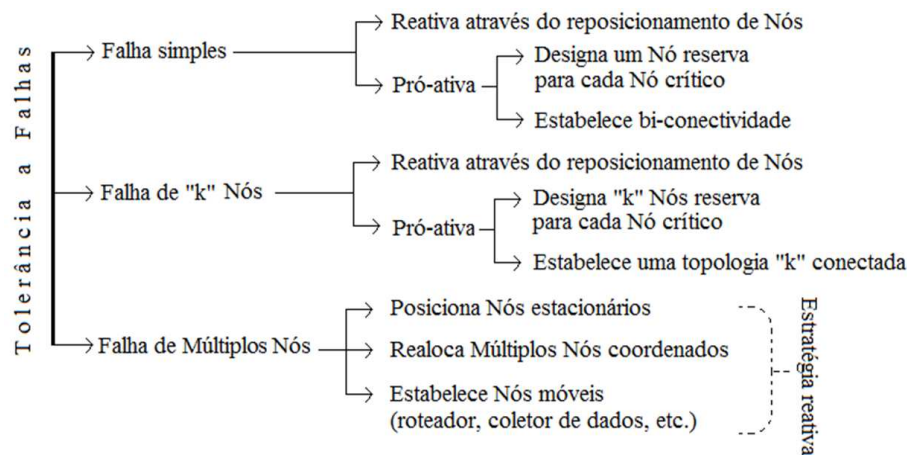 Tolerância a Falhas
Falha simples
Reativa através do reposicionamento de Nós
Pró-ativa
Designa um Nó reserva
para cada Nó crítico
Estabelece bi-conectividade
Falha de "k" Nós
Reativa através do reposicionamento de Nós
Pró-ativa
Designa "k" Nós reserva
para cada Nó crítico
Estabelece uma topologia "k" conectada
Falha de Múltiplos Nós
Posiciona Nós estacionários
Realoca Múltiplos Nós coordenados
Estabelece Nós móveis
(roteador, coletor de dados, etc.)
Estratégia reativa